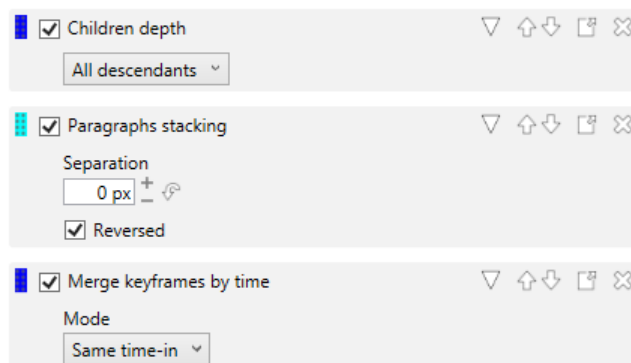 Children depth
All descendants
Paragraphs stacking
Separation
0 px
Reversed
Merge keyframes by time
Mode
Same time-in